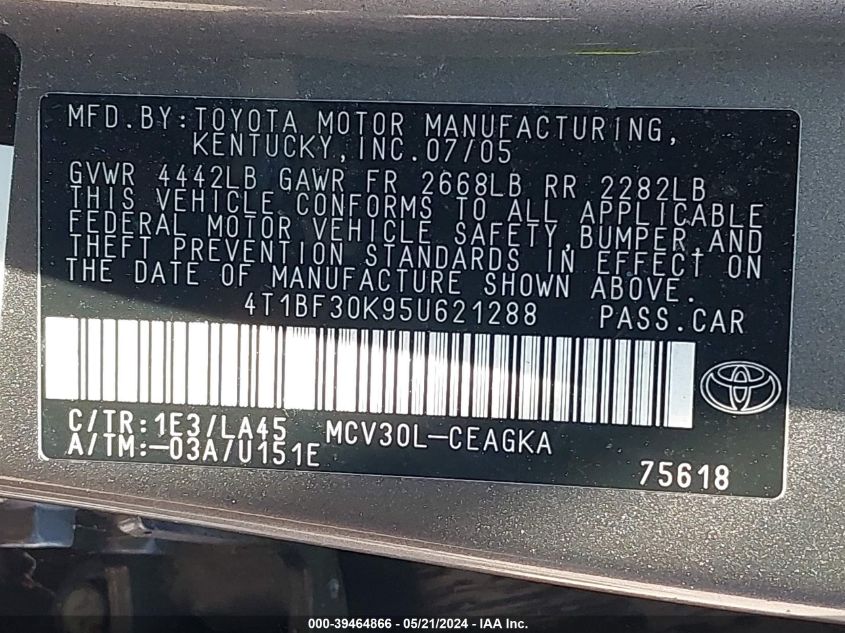 MFD.BY:TOYOTA MOTOR MANUFACTURING,
KENTUCKY,INC.07/05
GVWR 4442LB GAWR FR 2668LB RR 2282LB
THIS VEHICLE CONFORMS TO ALL APPLICABLE
FEDERAL MOTOR VEHICLE SAFETY,BUMPER,AND
THEFT PREVENTION STANDARDS IN EFFECT ON
THE DATE OF MANUFACTURE SHOWN ABOVE.
4T1BF30K95U621288 PASS.CAR
C/TR:1E3/LA45 MCV30L-CEAGKA
A/TM:-03A/U151E
75618
000-39464866 - 05/21/2024 - IAA Inc.